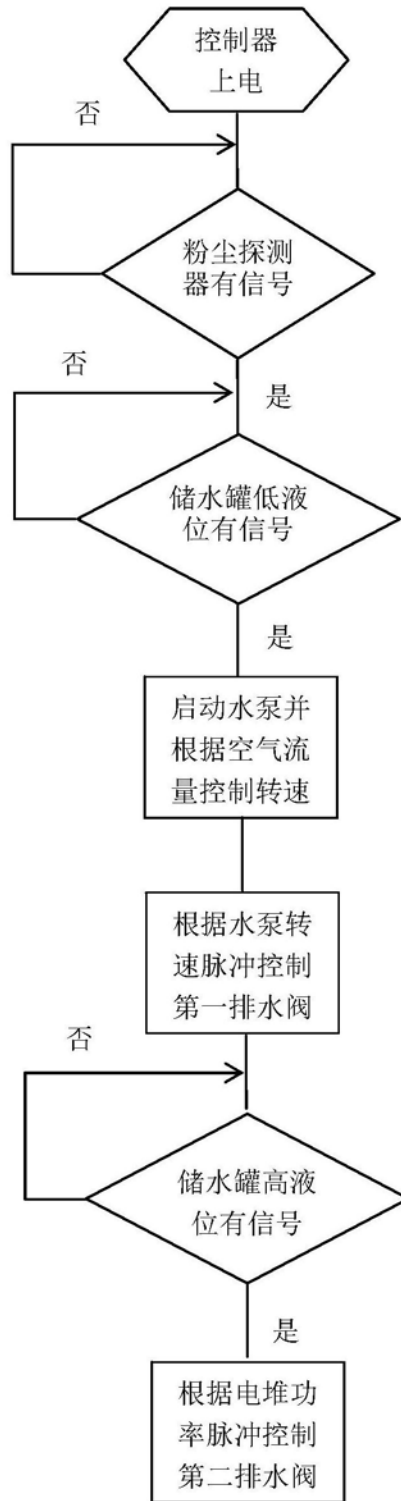 控制器
上电
否
粉尘探测
器有信号
否
是
储水罐低液
位有信号
是
启动水泵并
根据空气流
量控制转速
根据水泵转
速脉冲控制
第一排水阀
否
储水罐高液
位有信号
是
根据电堆功
率脉冲控制
第二排水阀